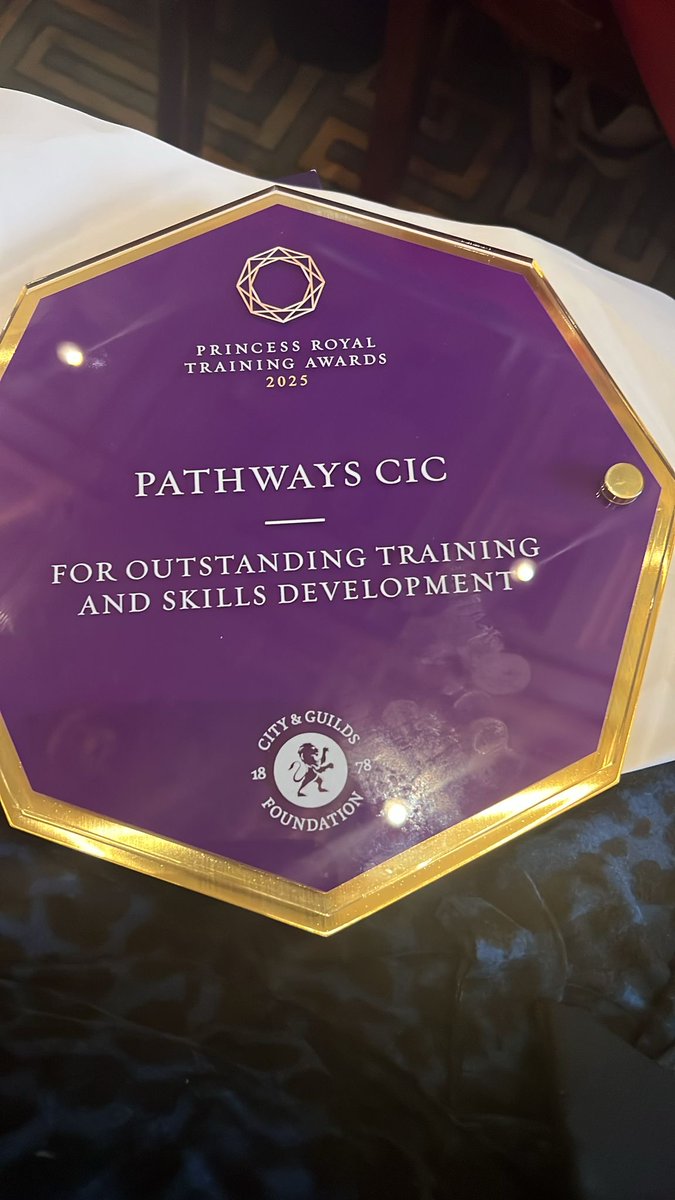 PRINCESS ROYAL
TRAINING AWARDS
2025
PATHWAYS CIC
FOR OUTSTANDING TRAINING
AND SKILLS DEVELOPMENT
CITY & GUILDS
18 78
FOUNDATION